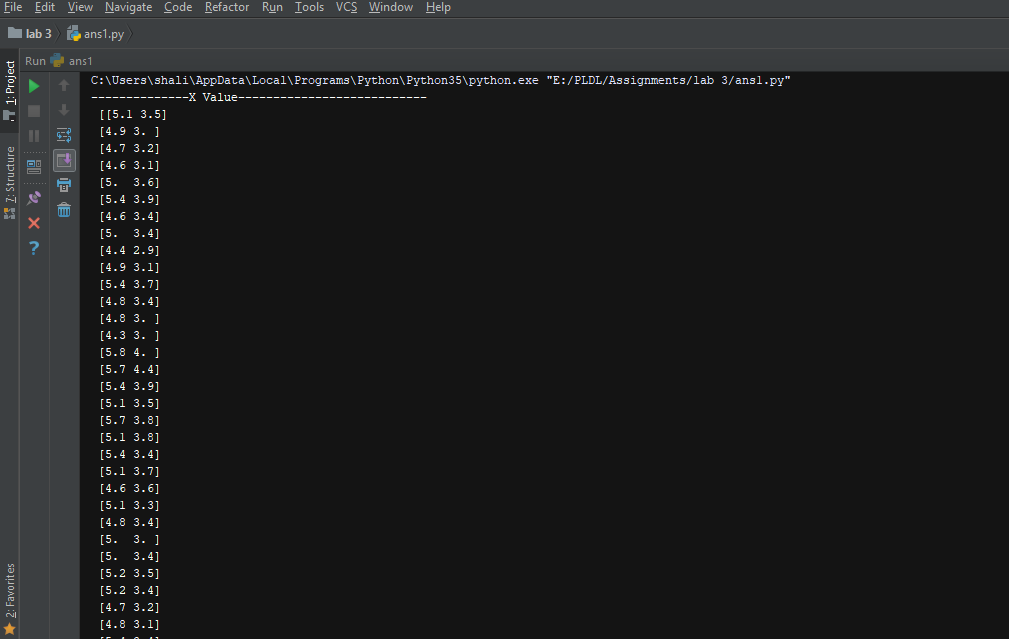 File Edit View Navigate Code Refactor Run Tools VCS Window Help
lab 3 ans1.py
1: Project
7: Structure
2: Favorites
Run ans1
C:\Users\shali\AppData\Local\Programs\Python\Python35\python.exe "E:/PLDL/Assignments/lab 3/ans1.py"
--------------X Value---------------------------
[[5.1 3.5]
[4.9 3. ]
[4.7 3.2]
[4.6 3.1]
[5.  3.6]
[5.4 3.9]
[4.6 3.4]
[5.  3.4]
[4.4 2.9]
[4.9 3.1]
[5.4 3.7]
[4.8 3.4]
[4.8 3. ]
[4.3 3. ]
[5.8 4. ]
[5.7 4.4]
[5.4 3.9]
[5.1 3.5]
[5.7 3.8]
[5.1 3.8]
[5.4 3.4]
[5.1 3.7]
[4.6 3.6]
[5.1 3.3]
[4.8 3.4]
[5.  3. ]
[5.  3.4]
[5.2 3.5]
[5.2 3.4]
[4.7 3.2]
[4.8 3.1]